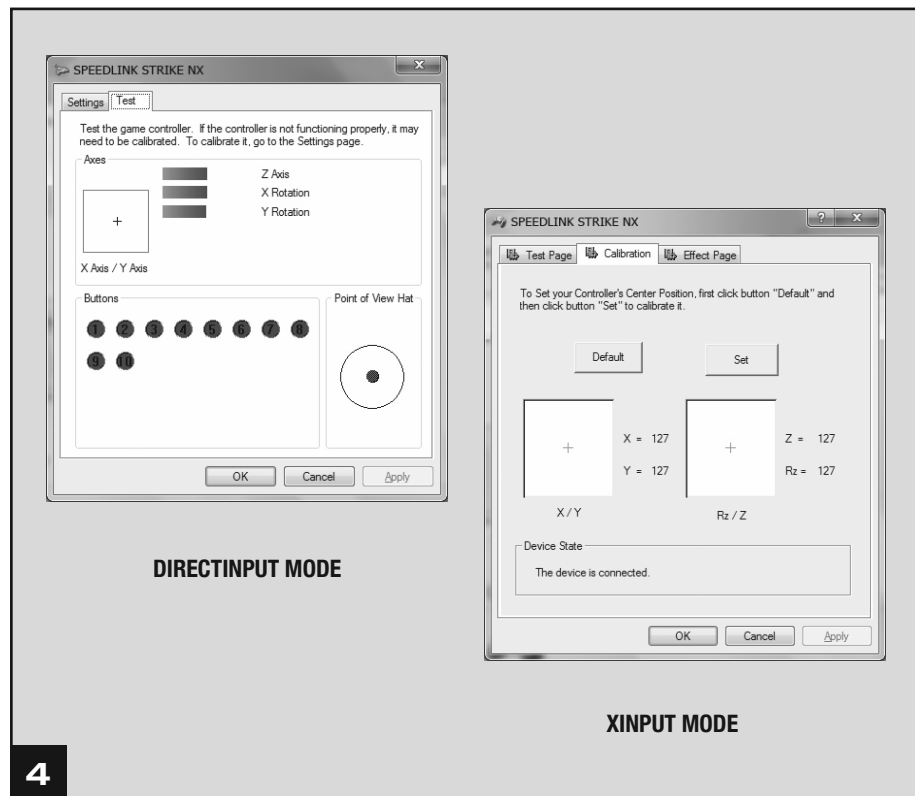 SPEEDLINK STRIKE NX
x
Settings Test
Test the game controller. If the controller is not functioning properly, it may
need to be calibrated. To calibrate it, go to the Settings page.
Axes
Z Axis
X Rotation
Y Rotation
X Axis / Y Axis
Buttons
1 2 3 4 5 6 7 8
9 10
Point of View Hat
OK Cancel Apply
DIRECTINPUT MODE
SPEEDLINK STRIKE NX
? x
Test Page Calibration Effect Page
To Set your Controller's Center Position, first click button "Default" and
then click button "Set" to calibrate it.
Default Set
X = 127
Y = 127
X / Y
Z = 127
Rz = 127
Rz / Z
Device State
The device is connected.
OK Cancel Apply
XINPUT MODE
4